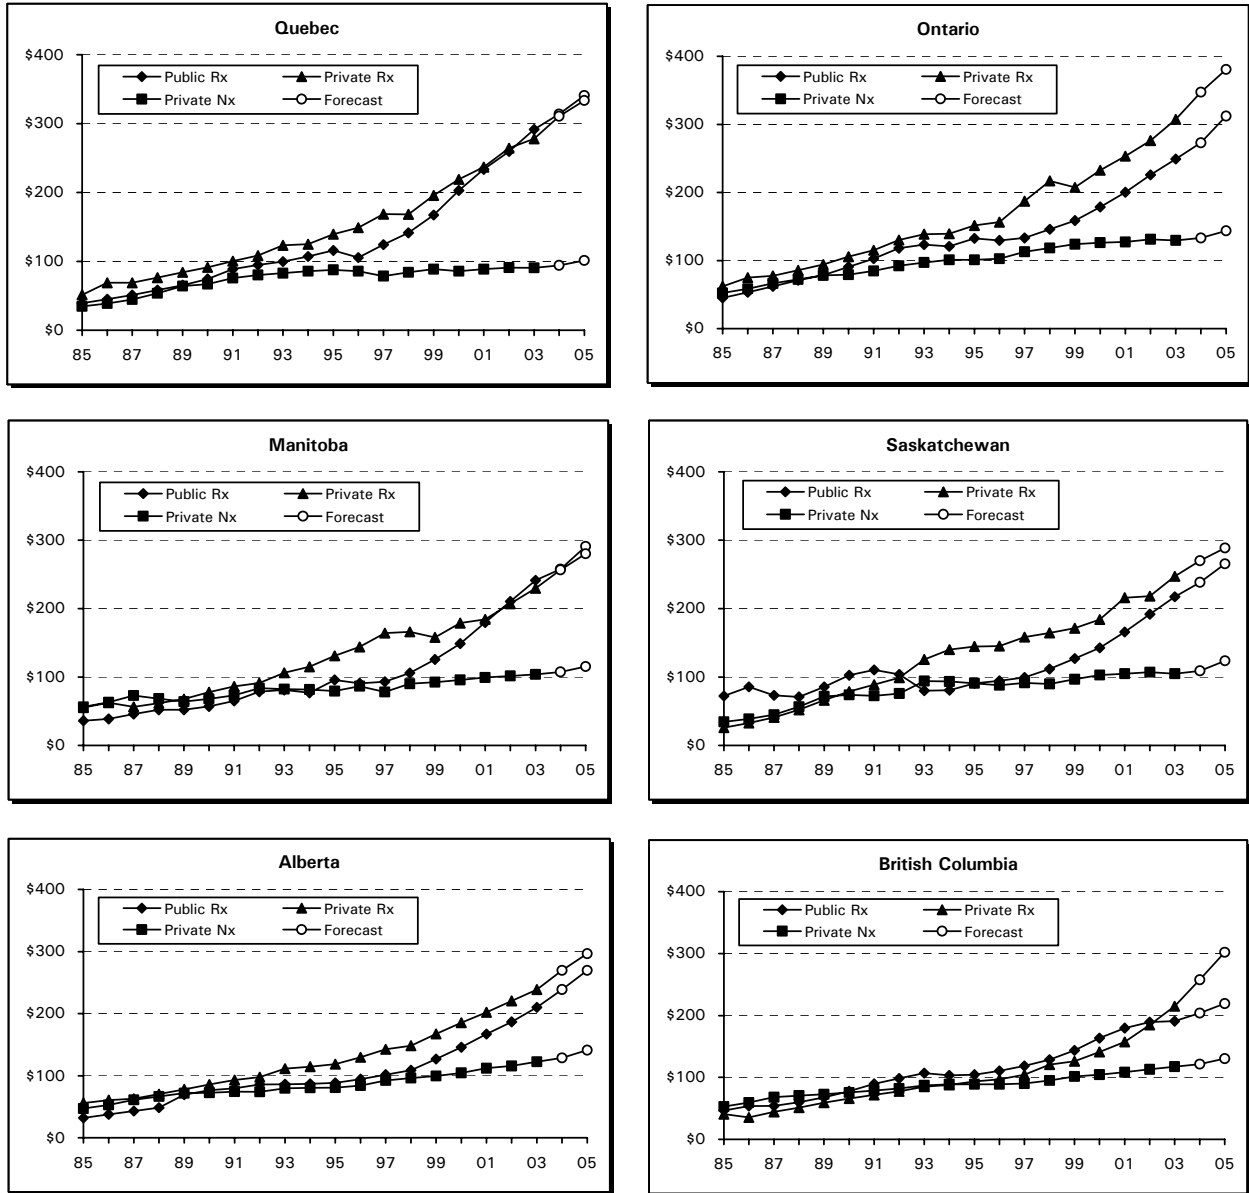 Quebec
$400
Public Rx
Private Rx
Private Nx
Forecast
$300
$200
$100
$0
85 87 89 91 93 95 97 99 01 03 05
Ontario
$400
Public Rx
Private Rx
Private Nx
Forecast
$300
$200
$100
$0
85 87 89 91 93 95 97 99 01 03 05
Manitoba
$400
Public Rx
Private Rx
Private Nx
Forecast
$300
$200
$100
$0
85 87 89 91 93 95 97 99 01 03 05
Saskatchewan
$400
Public Rx
Private Rx
Private Nx
Forecast
$300
$200
$100
$0
85 87 89 91 93 95 97 99 01 03 05
Alberta
$400
Public Rx
Private Rx
Private Nx
Forecast
$300
$200
$100
$0
85 87 89 91 93 95 97 99 01 03 05
British Columbia
$400
Public Rx
Private Rx
Private Nx
Forecast
$300
$200
$100
$0
85 87 89 91 93 95 97 99 01 03 05